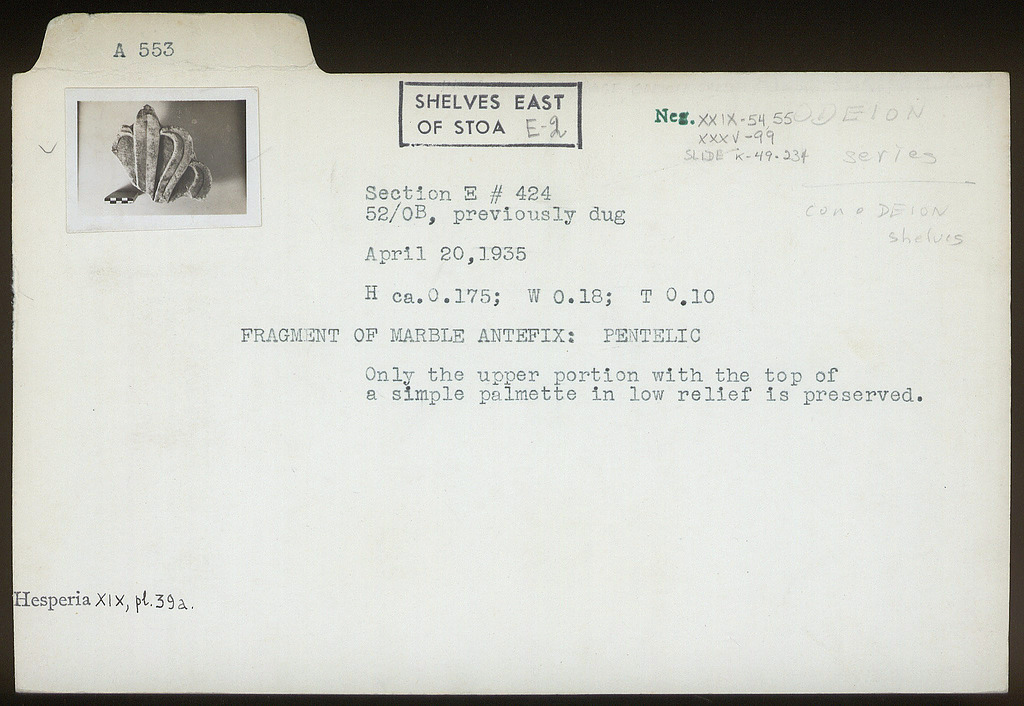 A 553
SHELVES EAST
OF STOA E-2
Neg. XXIX-54, 55
XXXV-99
SLIDE K-49-234
ODEION
series
Section E # 424
52/OB, previously dug
ODEION
shelves
April 20,1935
H ca.0.175; W 0.18; T 0.10
FRAGMENT OF MARBLE ANTEFIX: PENTELIC
Only the upper portion with the top of
a simple palmette in low relief is preserved.
Hesperia XIX, pl. 39a.